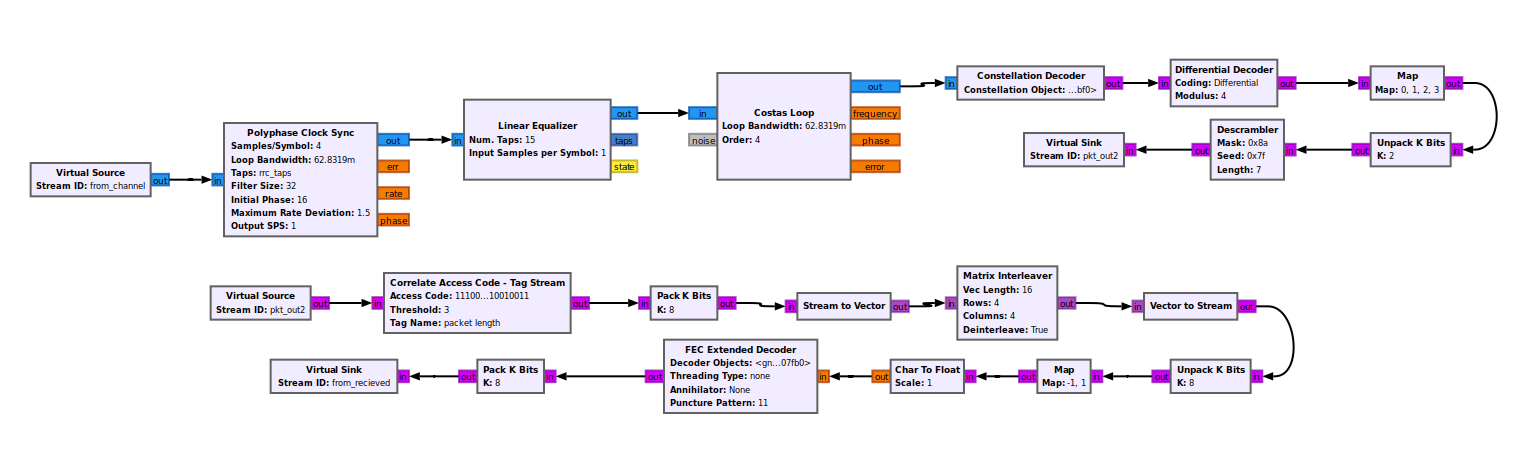 Virtual Source
Stream ID: from_channel
out
in
Polyphase Clock Sync
Samples/Symbol: 4
Loop Bandwidth: 62.8319m
Taps: rrc_taps
Filter Size: 32
Initial Phase: 16
Maximum Rate Deviation: 1.5
Output SPS: 1
out
err
rate
phase
in
Linear Equalizer
Num. Taps: 15
Input Samples per Symbol: 1
out
taps
state
in
noise
Costas Loop
Loop Bandwidth: 62.8319m
Order: 4
out
frequency
phase
error
in
Constellation Decoder
Constellation Object: ...bf0>
out
in
Differential Decoder
Coding: Differential
Modulus: 4
out
in
Map
Map: 0, 1, 2, 3
out
in
Unpack K Bits
K: 2
out
in
Descrambler
Mask: 0x8a
Seed: 0x7f
Length: 7
out
in
Virtual Sink
Stream ID: pkt_out2
Virtual Source
Stream ID: pkt_out2
out
in
Correlate Access Code - Tag Stream
Access Code: 11100...10010011
Threshold: 3
Tag Name: packet length
out
in
Pack K Bits
K: 8
out
in
Stream to Vector
out
in
Matrix Interleaver
Vec Length: 16
Rows: 4
Columns: 4
Deinterleave: True
out
in
Vector to Stream
out
in
Unpack K Bits
K: 8
out
in
Map
Map: -1, 1
out
in
Char To Float
Scale: 1
out
in
FEC Extended Decoder
Decoder Objects: <gn...07fb0>
Threading Type: none
Annihilator: None
Puncture Pattern: 11
out
in
Pack K Bits
K: 8
out
in
Virtual Sink
Stream ID: from_recieved